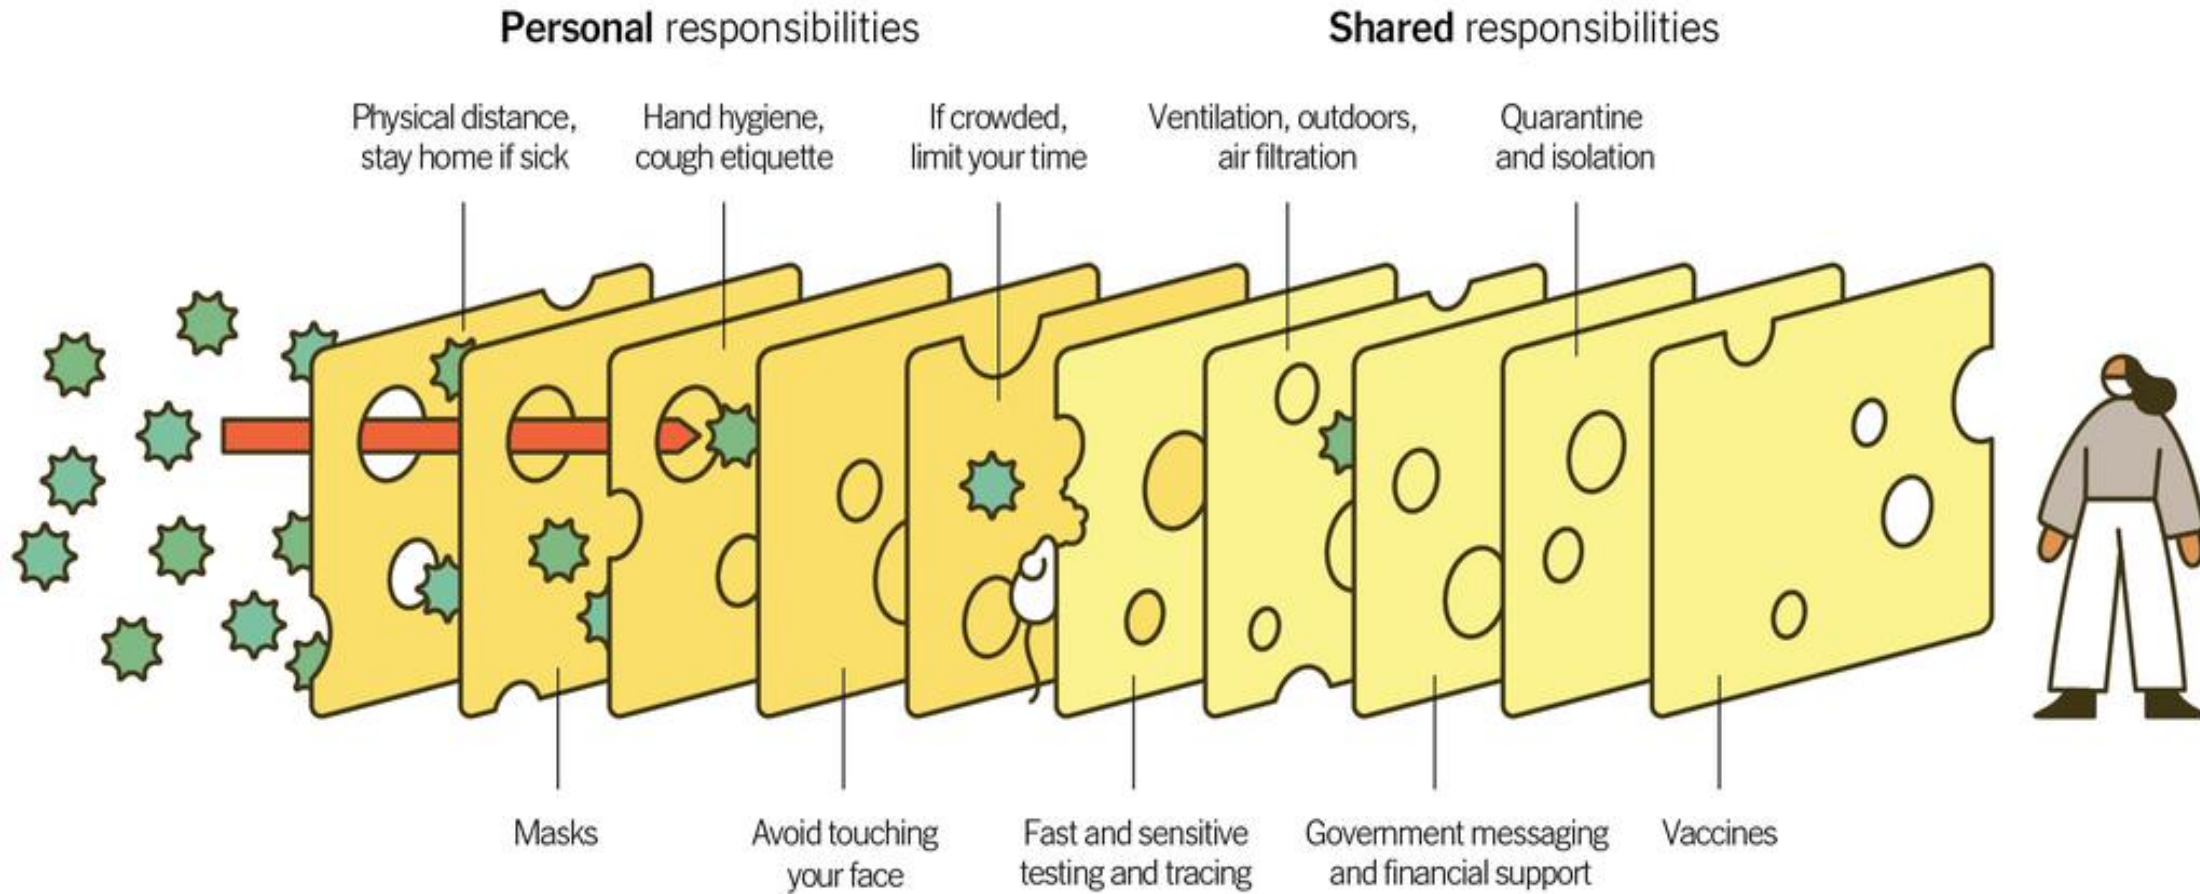 Personal responsibilities
Shared responsibilities
Physical distance,
stay home if sick
Hand hygiene,
cough etiquette
If crowded,
limit your time
Ventilation, outdoors,
air filtration
Quarantine
and isolation
Masks
Avoid touching
your face
Fast and sensitive
testing and tracing
Government messaging
and financial support
Vaccines